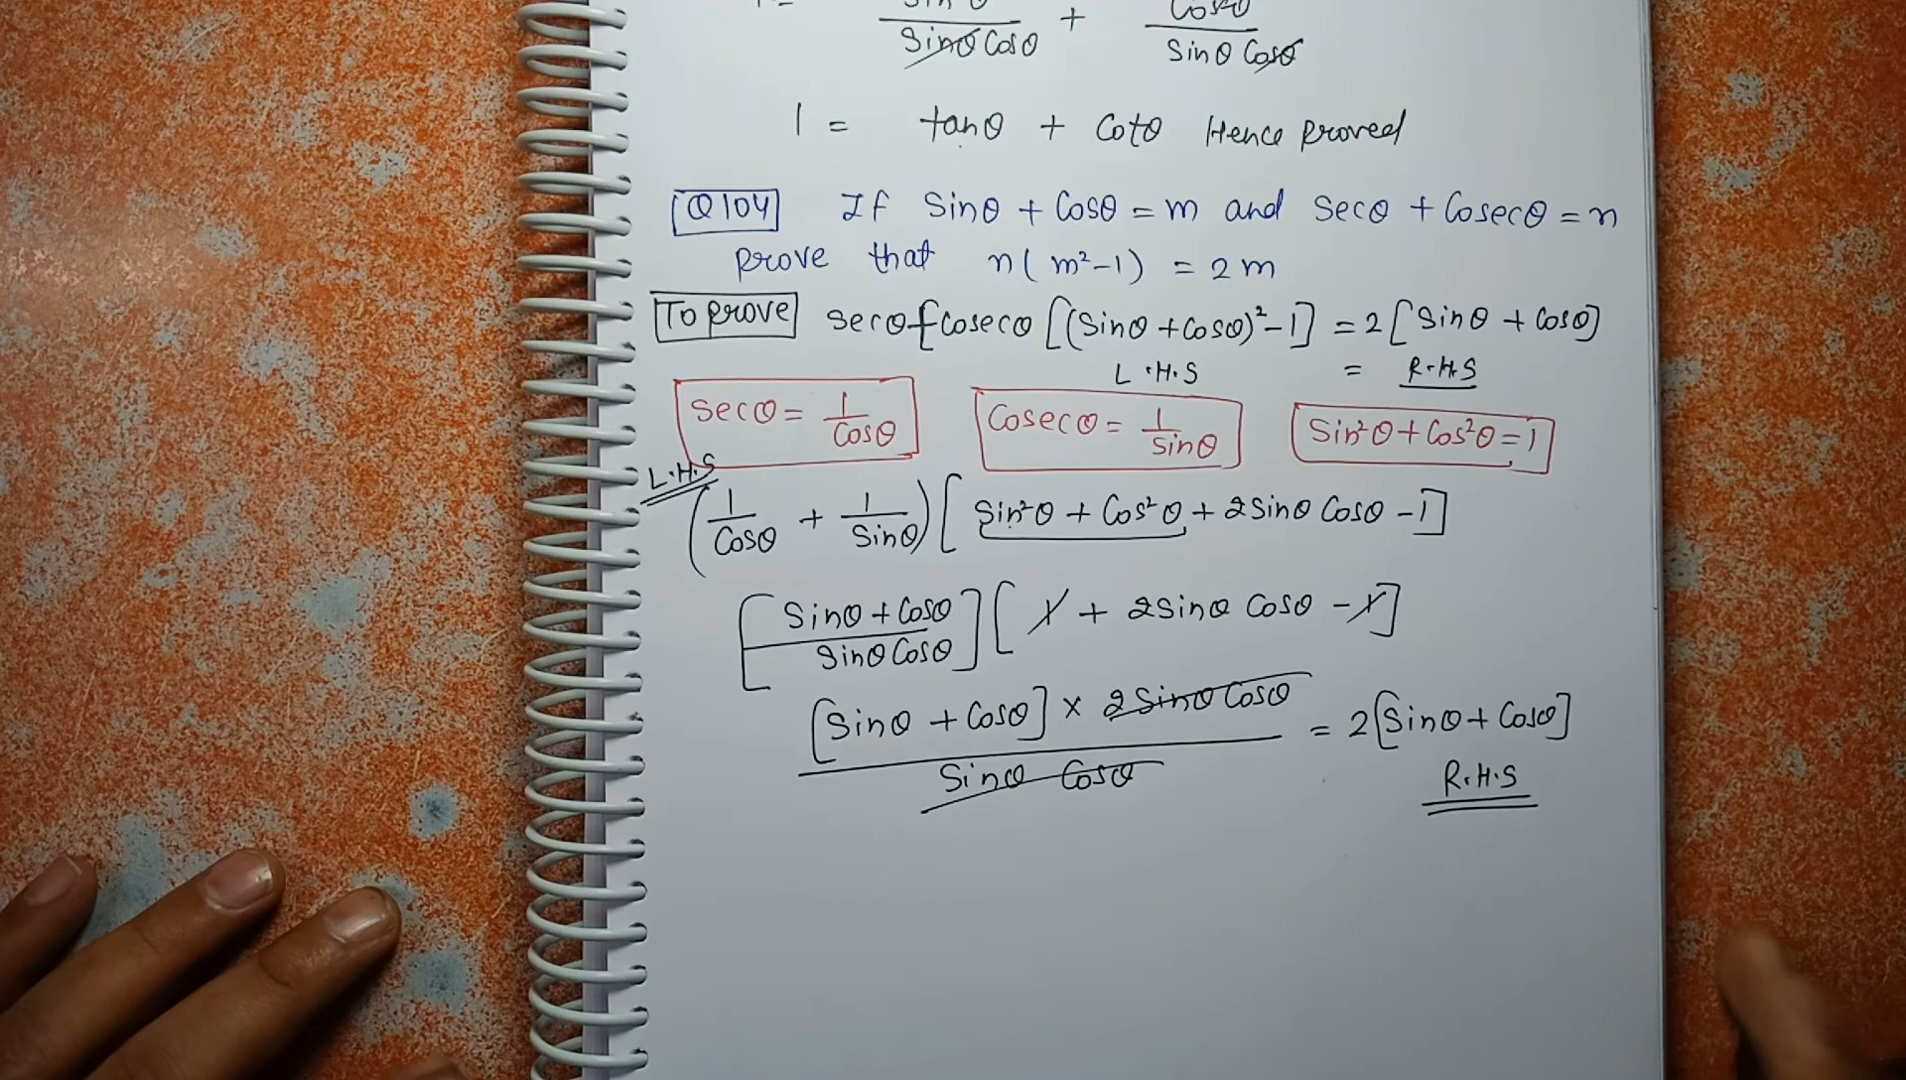 Sinθ Cosθ + Sinθ Cosθ
1 = tanθ + Cotθ Hence proved
Q104 If Sinθ + Cosθ = m and Secθ + Cosecθ = n
prove that n(m²-1) = 2m
To prove Secθ+Cosecθ [(Sinθ + Cosθ)²-1] = 2[Sinθ + Cosθ]
L.H.S = R.H.S
Secθ = 1/Cosθ Cosecθ = 1/Sinθ Sin²θ + Cos²θ = 1
L.H.S
(1/Cosθ + 1/Sinθ) [Sin²θ + Cos²θ + 2Sinθ Cosθ - 1]
[Sinθ + Cosθ / Sinθ Cosθ] [1 + 2Sinθ Cosθ - 1]
[Sinθ + Cosθ] × 2Sinθ Cosθ / Sinθ Cosθ = 2[Sinθ + Cosθ]
R.H.S